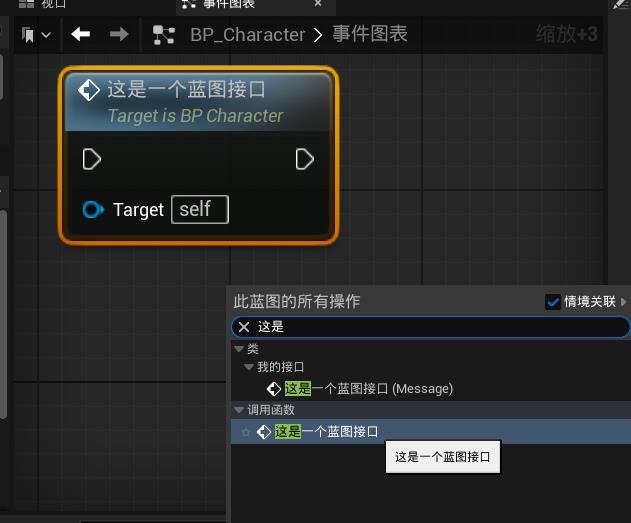 视口
事件图表
×
BP_Character > 事件图表
缩放+3
这是一个蓝图接口
Target is BP Character
Target self
此蓝图的所有操作
情境关联
这是
类
我的接口
这是一个蓝图接口 (Message)
调用函数
这是一个蓝图接口
这是一个蓝图接口